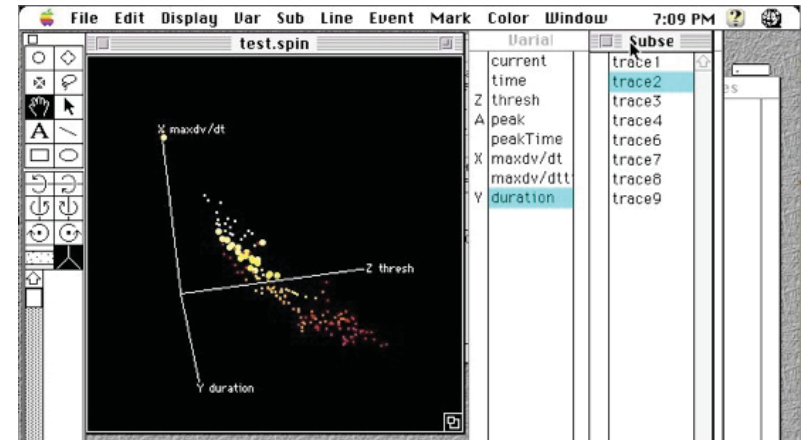 File Edit Display Var Sub Line Event Mark Color Window 7:09 PM
test.spin
X maxdv/dt
Z thresh
Y duration
A
Varial
current
time
Z thresh
A peak
peakTime
X maxdv/dt
maxdv/dtt
Y duration
Subse
trace1
trace2
trace3
trace4
trace6
trace7
trace8
trace9
es